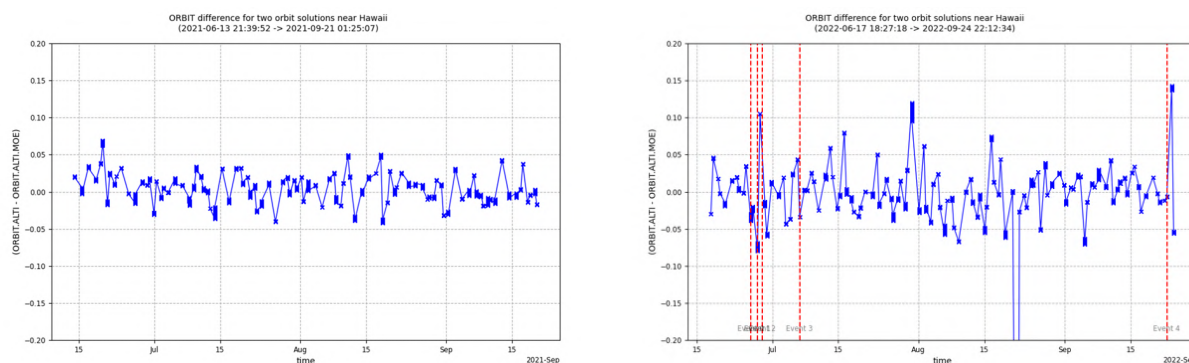 ORBIT difference for two orbit solutions near Hawaii
(2021-06-13 21:39:52 -> 2021-09-21 01:25:07)
(ORBIT.ALTI - ORBIT.ALTI.MOE)
0.20
0.15
0.10
0.05
0.00
−0.05
−0.10
−0.15
−0.20
15
Jul
15
Aug
15
Sep
15
time
2021-Sep
ORBIT difference for two orbit solutions near Hawaii
(2022-06-17 18:27:18 -> 2022-09-24 22:12:34)
(ORBIT.ALTI - ORBIT.ALTI.MOE)
0.20
0.15
0.10
0.05
0.00
−0.05
−0.10
−0.15
−0.20
Event 3
Event 4
15
Jul
15
Aug
15
Sep
15
time